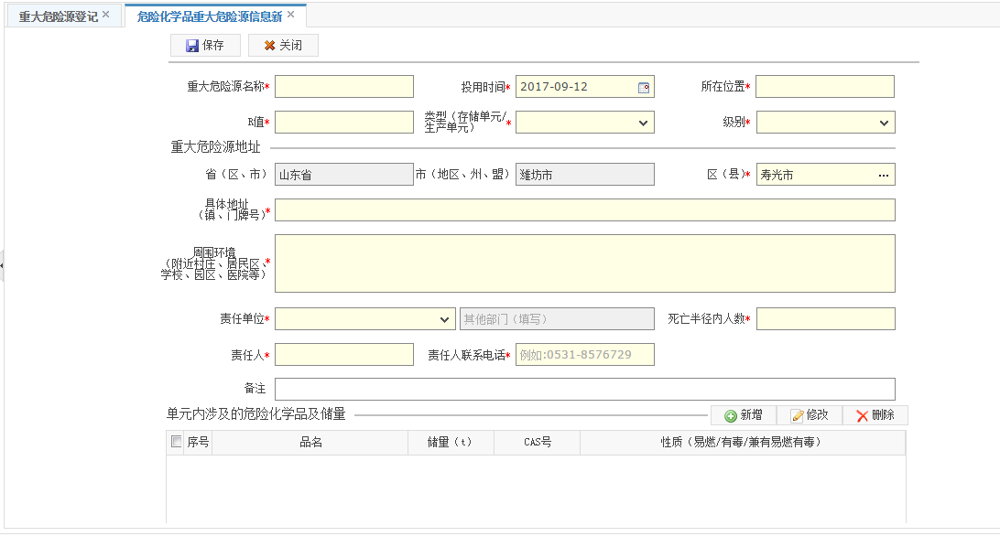 重大危险源登记 × 危险化学品重大危险源信息新 ×
保存 关闭
重大危险源名称* 投用时间* 2017-09-12 所在位置*
R值* 类型（存储单元/生产单元）* 级别*
重大危险源地址
省（区、市） 山东省 市（地区、州、盟） 潍坊市 区（县）* 寿光市 ...
具体地址
（镇、门牌号）*
周围环境
（附近村庄、居民区、
学校、园区、医院等）*
责任单位* 其他部门（填写） 死亡半径内人数*
责任人* 责任人联系电话* 例如:0531-8576729
备注
单元内涉及的危险化学品及储量 新增 修改 删除
序号 品名 储量（t） CAS号 性质（易燃/有毒/兼有易燃有毒）